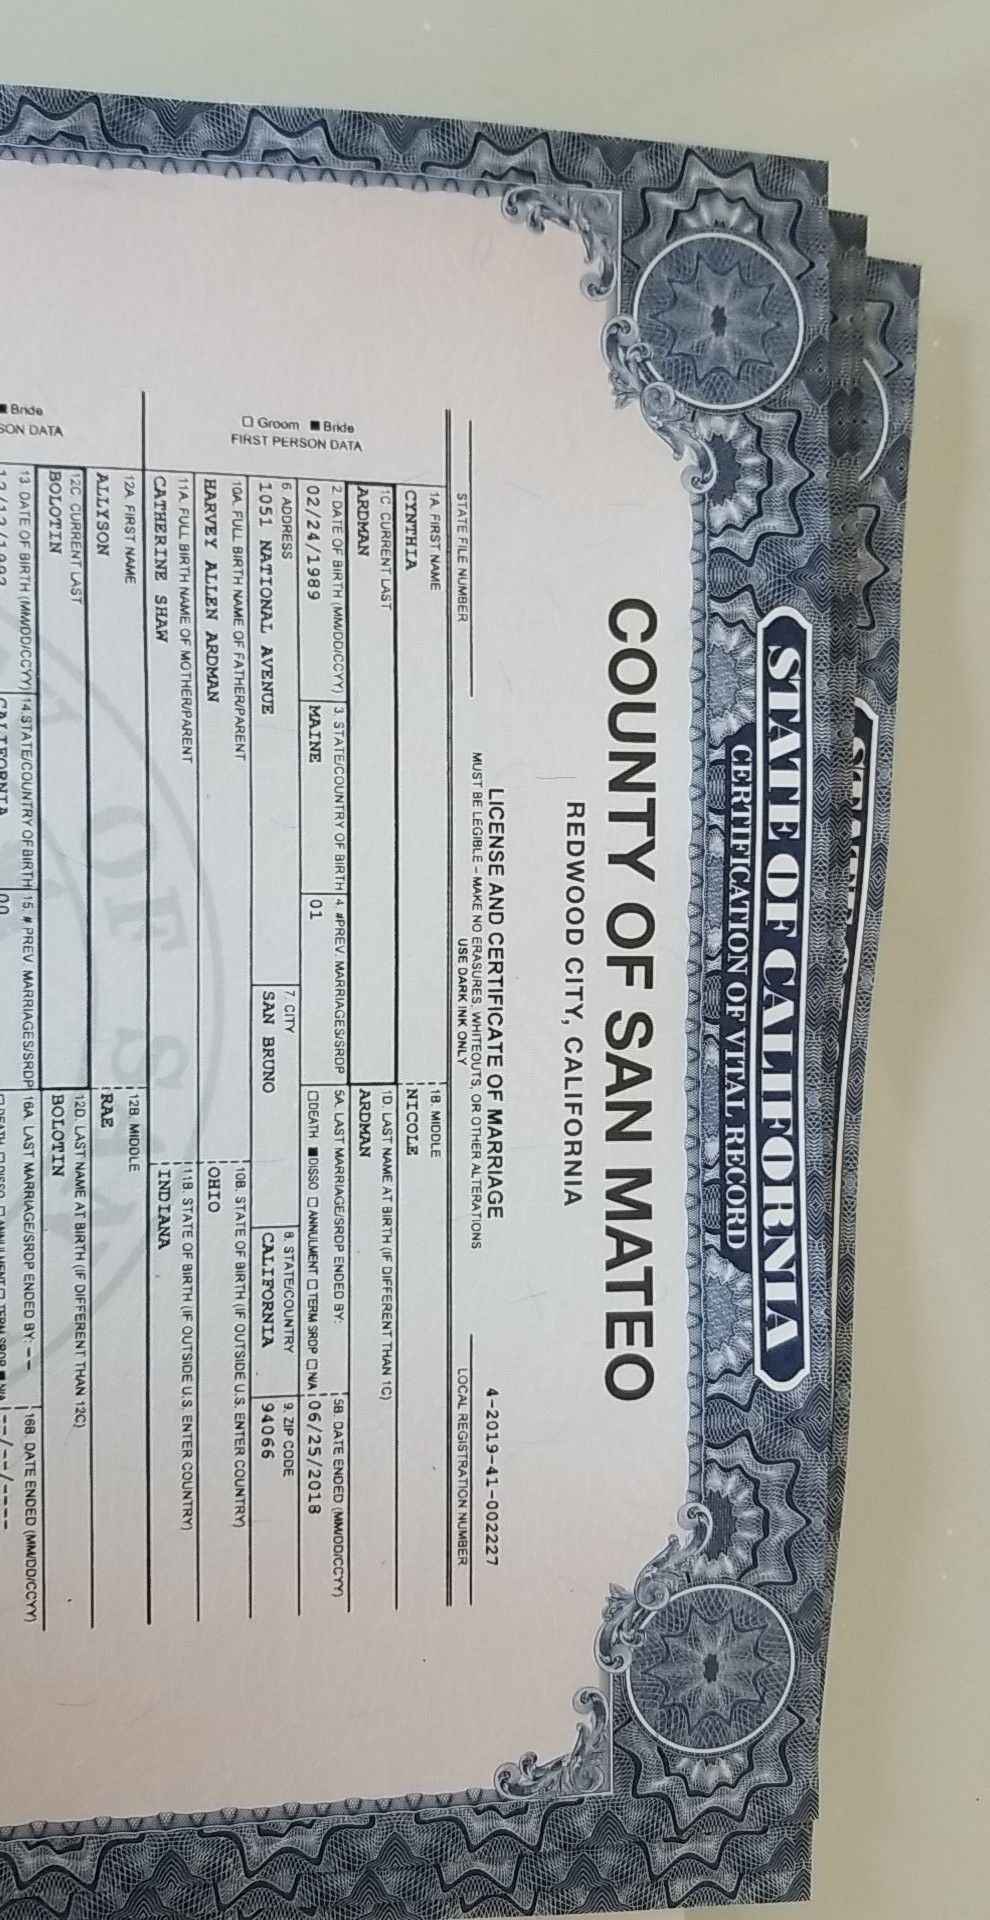 STATE OF CALIFORNIA
CERTIFICATION OF VITAL RECORD
COUNTY OF SAN MATEO
REDWOOD CITY, CALIFORNIA
LICENSE AND CERTIFICATE OF MARRIAGE
4-2019-41-002227
MUST BE LEGIBLE – MAKE NO ERASURES, WHITEOUTS, OR OTHER ALTERATIONS
STATE FILE NUMBER
USE DARK INK ONLY
LOCAL REGISTRATION NUMBER
☐ Groom ■ Bride
FIRST PERSON DATA
1A. FIRST NAME
CYNTHIA
1B. MIDDLE
NICOLE
1C. CURRENT LAST
ARDMAN
1D. LAST NAME AT BIRTH (IF DIFFERENT THAN 1C)
ARDMAN
2. DATE OF BIRTH (MM/DD/CCYY)
02/24/1989
3. STATE/COUNTRY OF BIRTH
MAINE
4. #PREV. MARRIAGES/SRDP
01
5A. LAST MARRIAGE/SRDP ENDED BY:
☐ DEATH ■ DISSO ☐ ANNULMENT ☐ TERM SRDP ☐ N/A
5B. DATE ENDED (MM/DD/CCYY)
06/25/2018
6. ADDRESS
1051 NATIONAL AVENUE
7. CITY
SAN BRUNO
8. STATE/COUNTRY
CALIFORNIA
9. ZIP CODE
94066
10A. FULL BIRTH NAME OF FATHER/PARENT
HARVEY ALLEN ARDMAN
10B. STATE OF BIRTH (IF OUTSIDE U.S. ENTER COUNTRY)
OHIO
11A. FULL BIRTH NAME OF MOTHER/PARENT
CATHERINE SHAW
11B. STATE OF BIRTH (IF OUTSIDE U.S. ENTER COUNTRY)
INDIANA
■ Bride
SON DATA
12A. FIRST NAME
ALLYSON
12B. MIDDLE
RAE
12C. CURRENT LAST
BOLOTIN
12D. LAST NAME AT BIRTH (IF DIFFERENT THAN 12C)
BOLOTIN
13. DATE OF BIRTH (MM/DD/CCYY)
14. STATE/COUNTRY OF BIRTH
CALIFORNIA
15. # PREV. MARRIAGES/SRDP
00
16A. LAST MARRIAGE/SRDP ENDED BY: --
☐ DEATH ☐ DISSO ☐ ANNULMENT ☐ TERM SRDP ■ N/A
16B. DATE ENDED (MM/DD/CCYY)
--/--/----